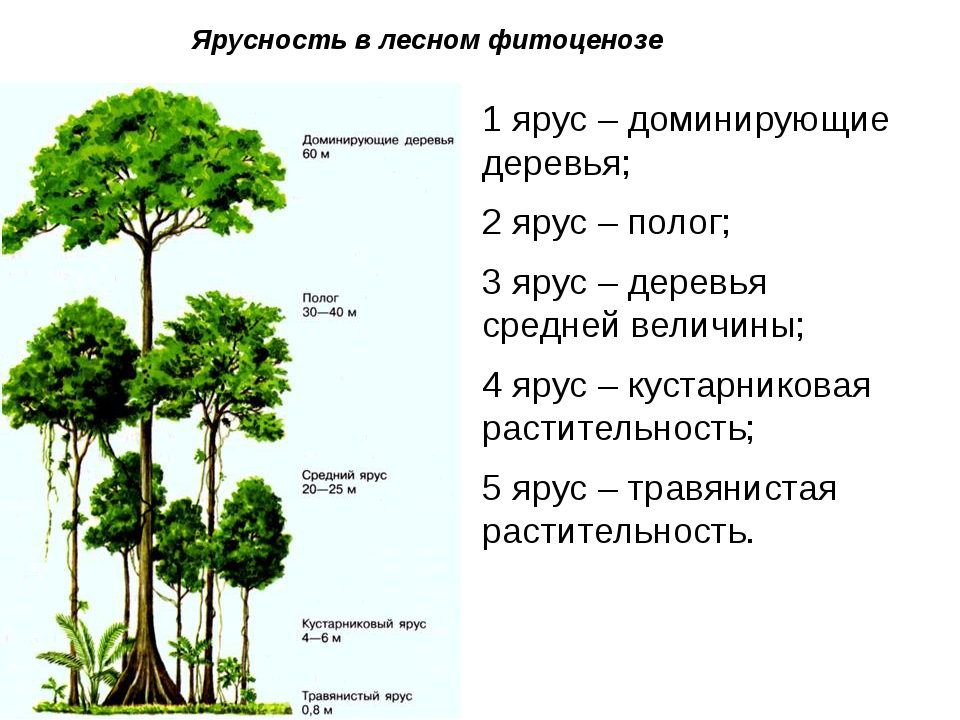 Ярусность в лесном фитоценозе
Доминирующие деревья
60 м
Полог
30—40 м
Средний ярус
20—25 м
Кустарниковый ярус
4—6 м
Травянистый ярус
0,8 м
1 ярус – доминирующие
деревья;
2 ярус – полог;
3 ярус – деревья
средней величины;
4 ярус – кустарниковая
растительность;
5 ярус – травянистая
растительность.